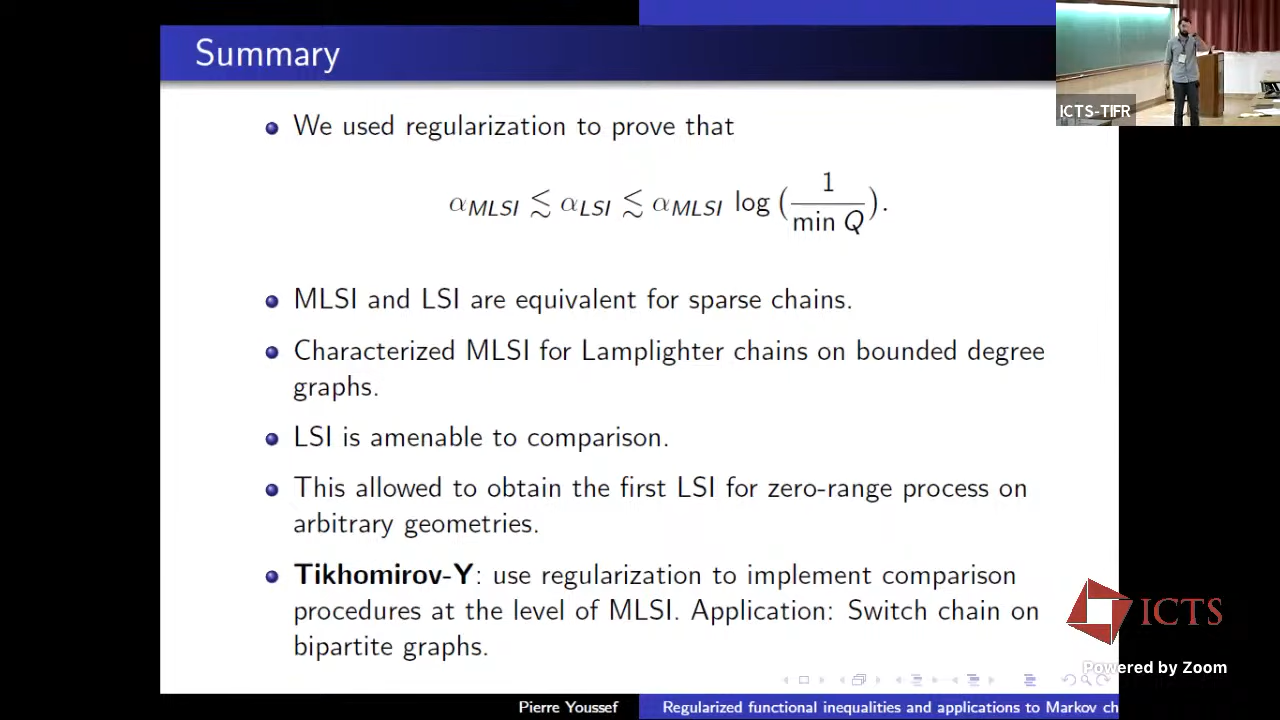 Summary
ICTS-TIFR
We used regularization to prove that
α_MLSI ≲ α_LSI ≲ α_MLSI log ( 1 / min Q ).
MLSI and LSI are equivalent for sparse chains.
Characterized MLSI for Lamplighter chains on bounded degree
graphs.
LSI is amenable to comparison.
This allowed to obtain the first LSI for zero-range process on
arbitrary geometries.
Tikhomirov-Y: use regularization to implement comparison
procedures at the level of MLSI. Application: Switch chain on
bipartite graphs.
ICTS
Powered by Zoom
Pierre Youssef
Regularized functional inequalities and applications to Markov ch